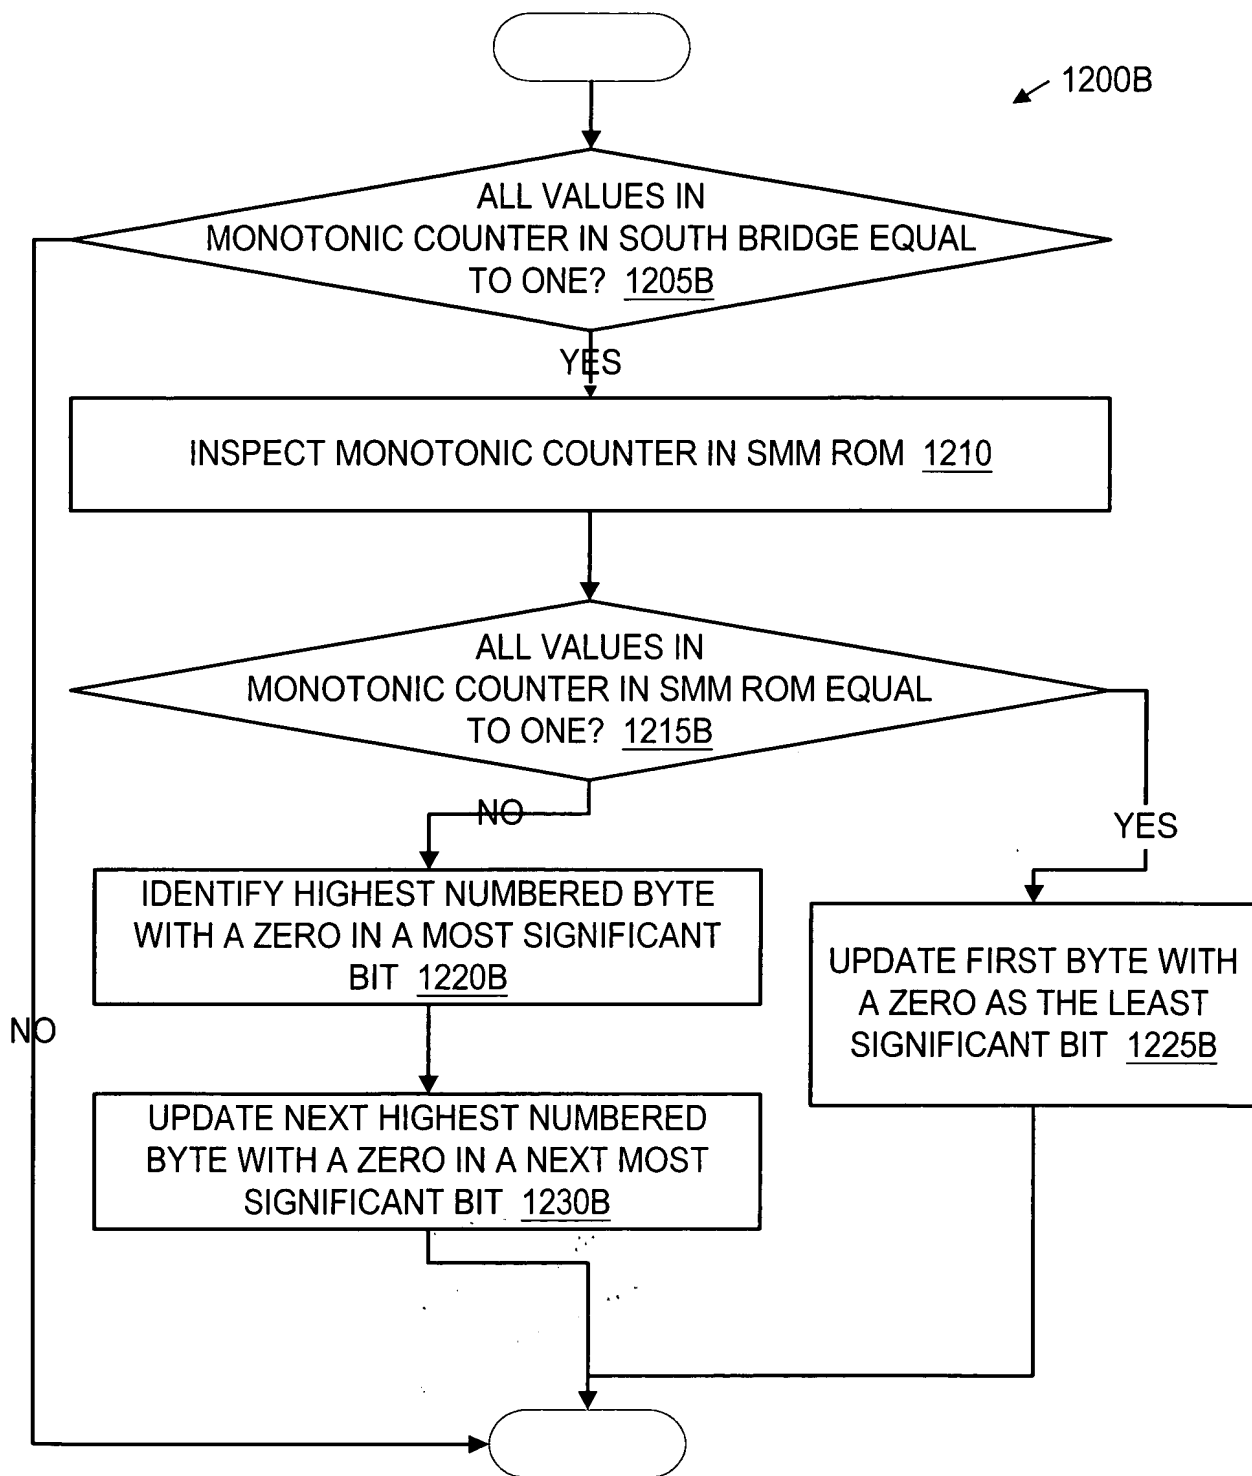 1200B
ALL VALUES IN
MONOTONIC COUNTER IN SOUTH BRIDGE EQUAL
TO ONE? 1205B
YES
INSPECT MONOTONIC COUNTER IN SMM ROM 1210
ALL VALUES IN
MONOTONIC COUNTER IN SMM ROM EQUAL
TO ONE? 1215B
NO
YES
IDENTIFY HIGHEST NUMBERED BYTE
WITH A ZERO IN A MOST SIGNIFICANT
BIT 1220B
UPDATE FIRST BYTE WITH
A ZERO AS THE LEAST
SIGNIFICANT BIT 1225B
NO
UPDATE NEXT HIGHEST NUMBERED
BYTE WITH A ZERO IN A NEXT MOST
SIGNIFICANT BIT 1230B